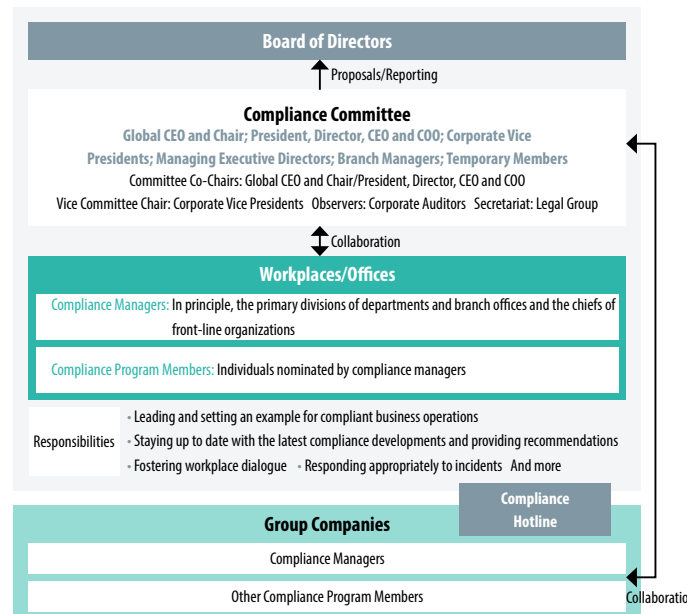 Board of Directors
Proposals/Reporting
Compliance Committee
Global CEO and Chair; President, Director, CEO and COO; Corporate Vice
Presidents; Managing Executive Directors; Branch Managers; Temporary Members
Committee Co-Chairs: Global CEO and Chair/President, Director, CEO and COO
Vice Committee Chair: Corporate Vice Presidents Observers: Corporate Auditors Secretariat: Legal Group
Collaboration
Workplaces/Offices
Compliance Managers: In principle, the primary divisions of departments and branch offices and the chiefs of
front-line organizations
Compliance Program Members: Individuals nominated by compliance managers
Responsibilities
• Leading and setting an example for compliant business operations
• Staying up to date with the latest compliance developments and providing recommendations
• Fostering workplace dialogue • Responding appropriately to incidents And more
Compliance
Hotline
Group Companies
Compliance Managers
Other Compliance Program Members
Collaboratio